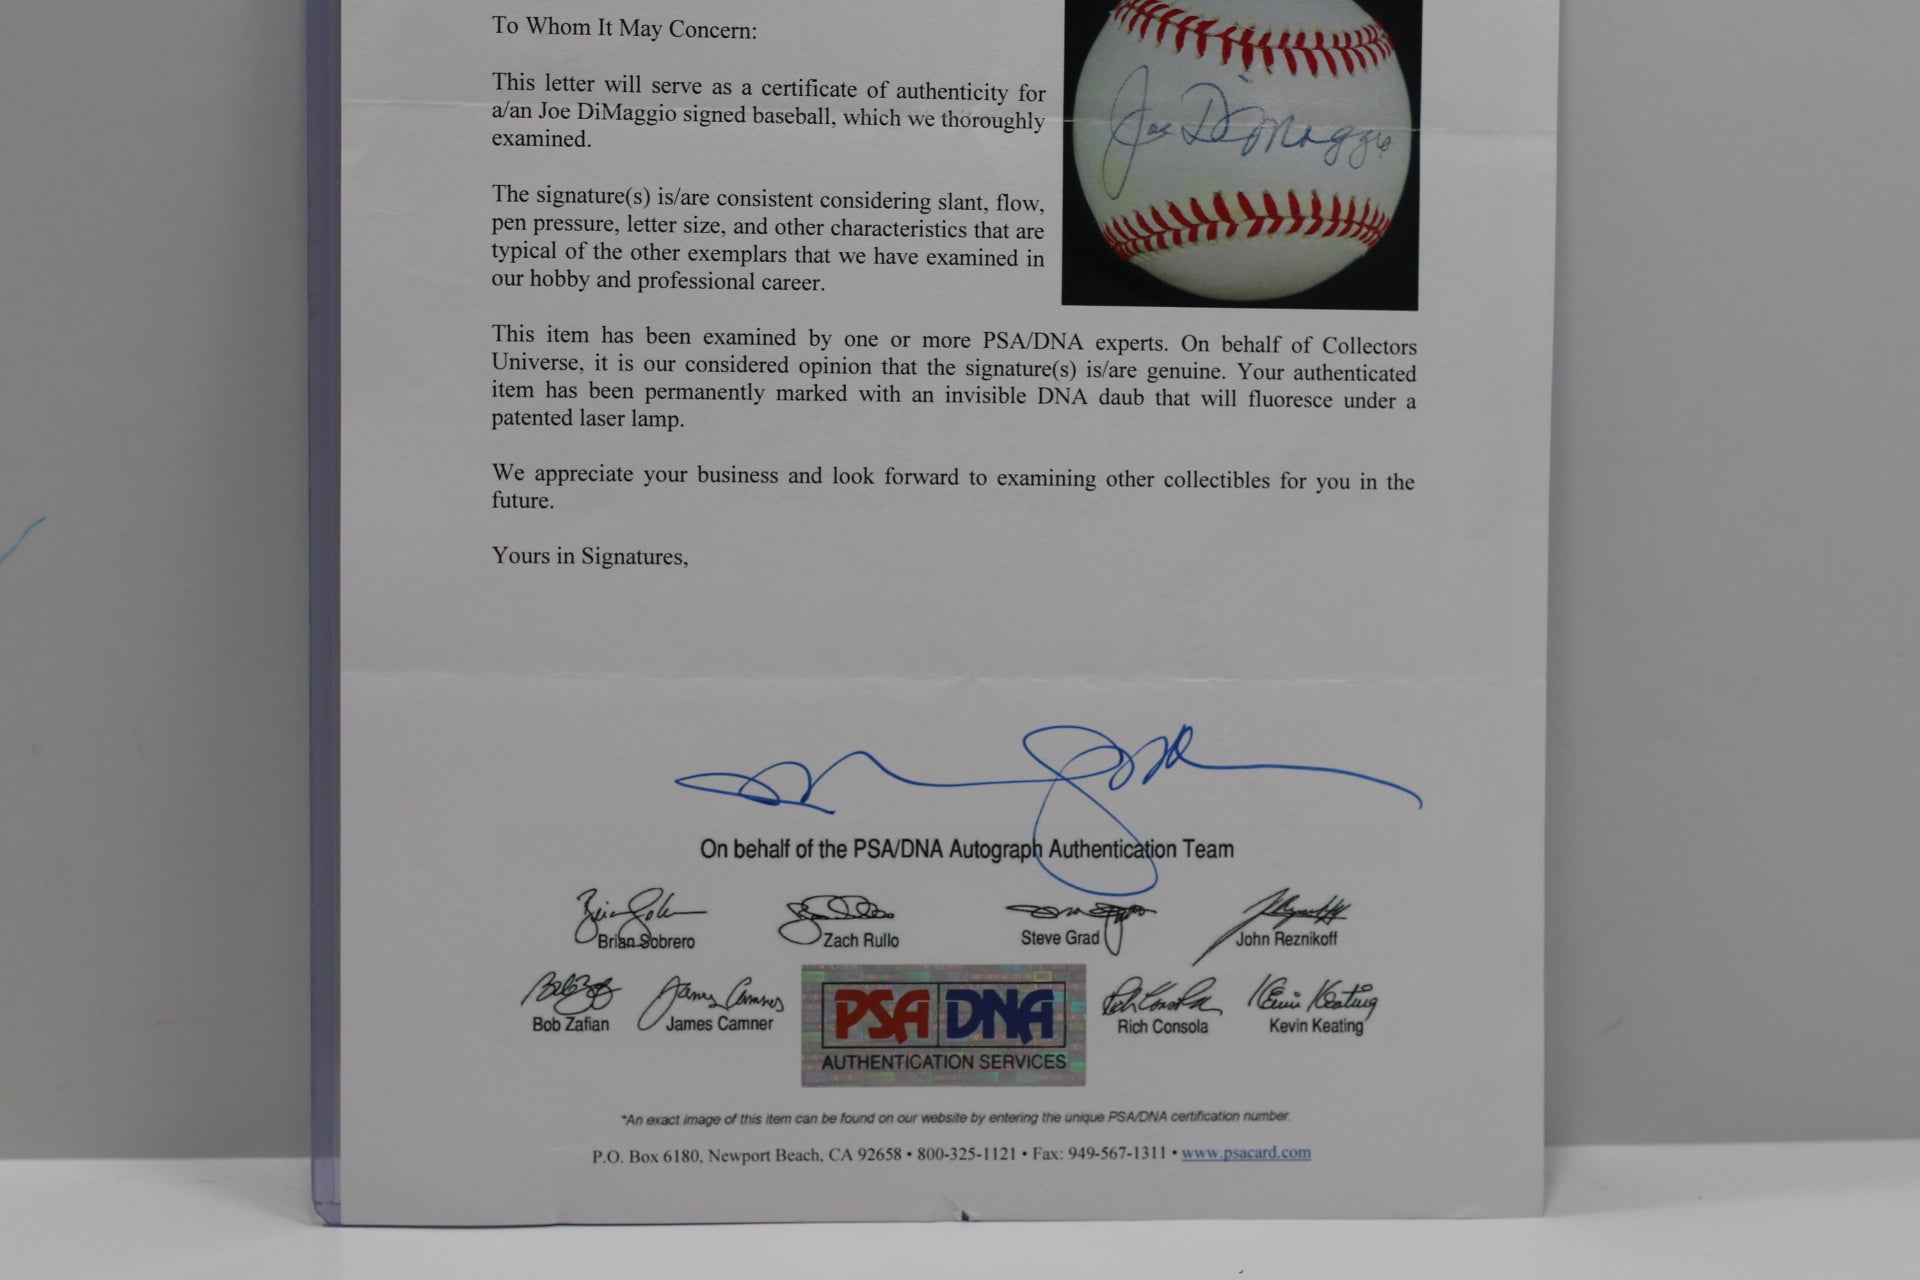 To Whom It May Concern:
This letter will serve as a certificate of authenticity for
a/an Joe DiMaggio signed baseball, which we thoroughly
examined.
Joe DiMaggio
The signature(s) is/are consistent considering slant, flow,
pen pressure, letter size, and other characteristics that are
typical of the other exemplars that we have examined in
our hobby and professional career.
This item has been examined by one or more PSA/DNA experts. On behalf of Collectors
Universe, it is our considered opinion that the signature(s) is/are genuine. Your authenticated
item has been permanently marked with an invisible DNA daub that will fluoresce under a
patented laser lamp.
We appreciate your business and look forward to examining other collectibles for you in the
future.
Yours in Signatures,
On behalf of the PSA/DNA Autograph Authentication Team
Brian Sobrero Zach Rullo Steve Grad John Reznikoff
Bob Zafian James Camner Rich Consola Kevin Keating
PSA DNA
AUTHENTICATION SERVICES
*An exact image of this item can be found on our website by entering the unique PSA/DNA certification number.
P.O. Box 6180, Newport Beach, CA 92658 • 800-325-1121 • Fax: 949-567-1311 • www.psacard.com